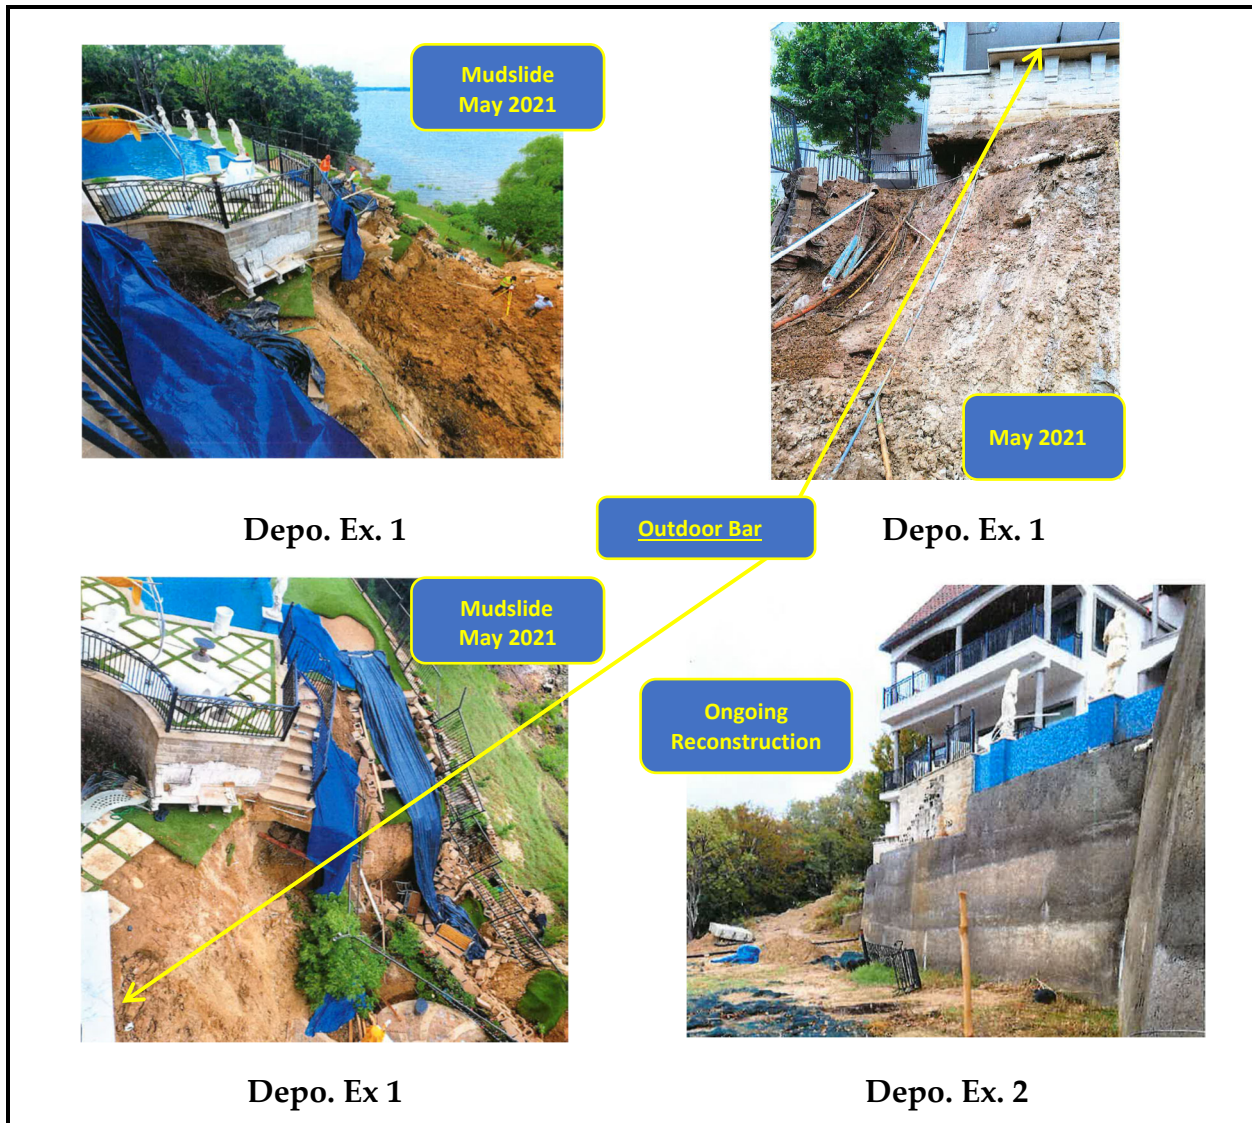 Mudslide
May 2021
May 2021
Depo. Ex. 1
Outdoor Bar
Depo. Ex. 1
Mudslide
May 2021
Ongoing
Reconstruction
Depo. Ex 1
Depo. Ex. 2